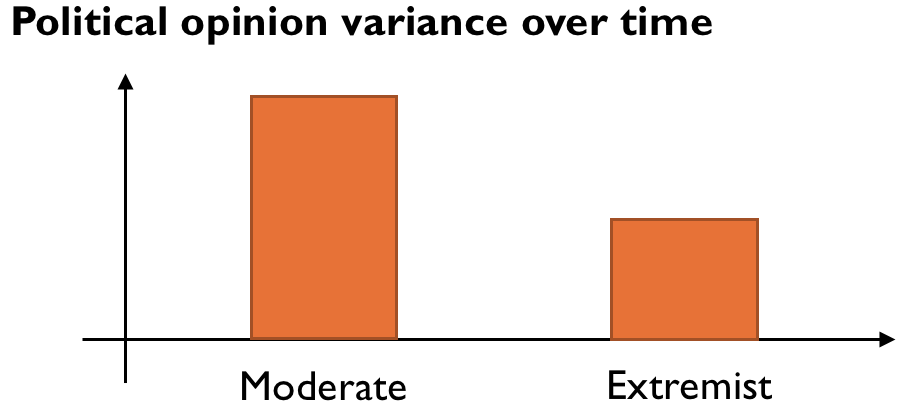 Political opinion variance over time
Moderate
Extremist